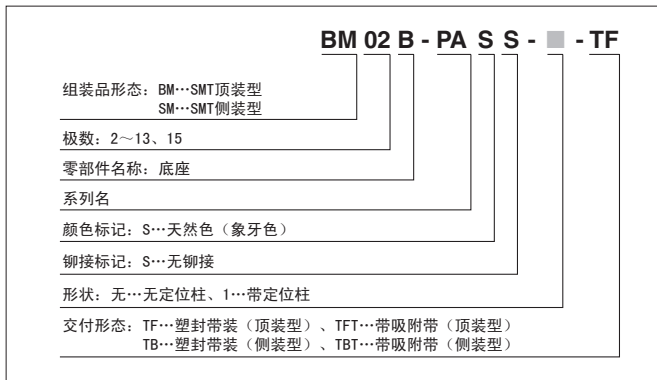 BM 02 B - PA S S - ■ - TF
组装品形态：BM…SMT顶装型
SM…SMT侧装型
极数：2～13、15
零部件名称：底座
系列名
颜色标记：S…天然色（象牙色）
铆接标记：S…无铆接
形状：无…无定位柱、1…带定位柱
交付形态：TF…塑封带装（顶装型）、TFT…带吸附带（顶装型）
TB…塑封带装（侧装型）、TBT…带吸附带（侧装型）